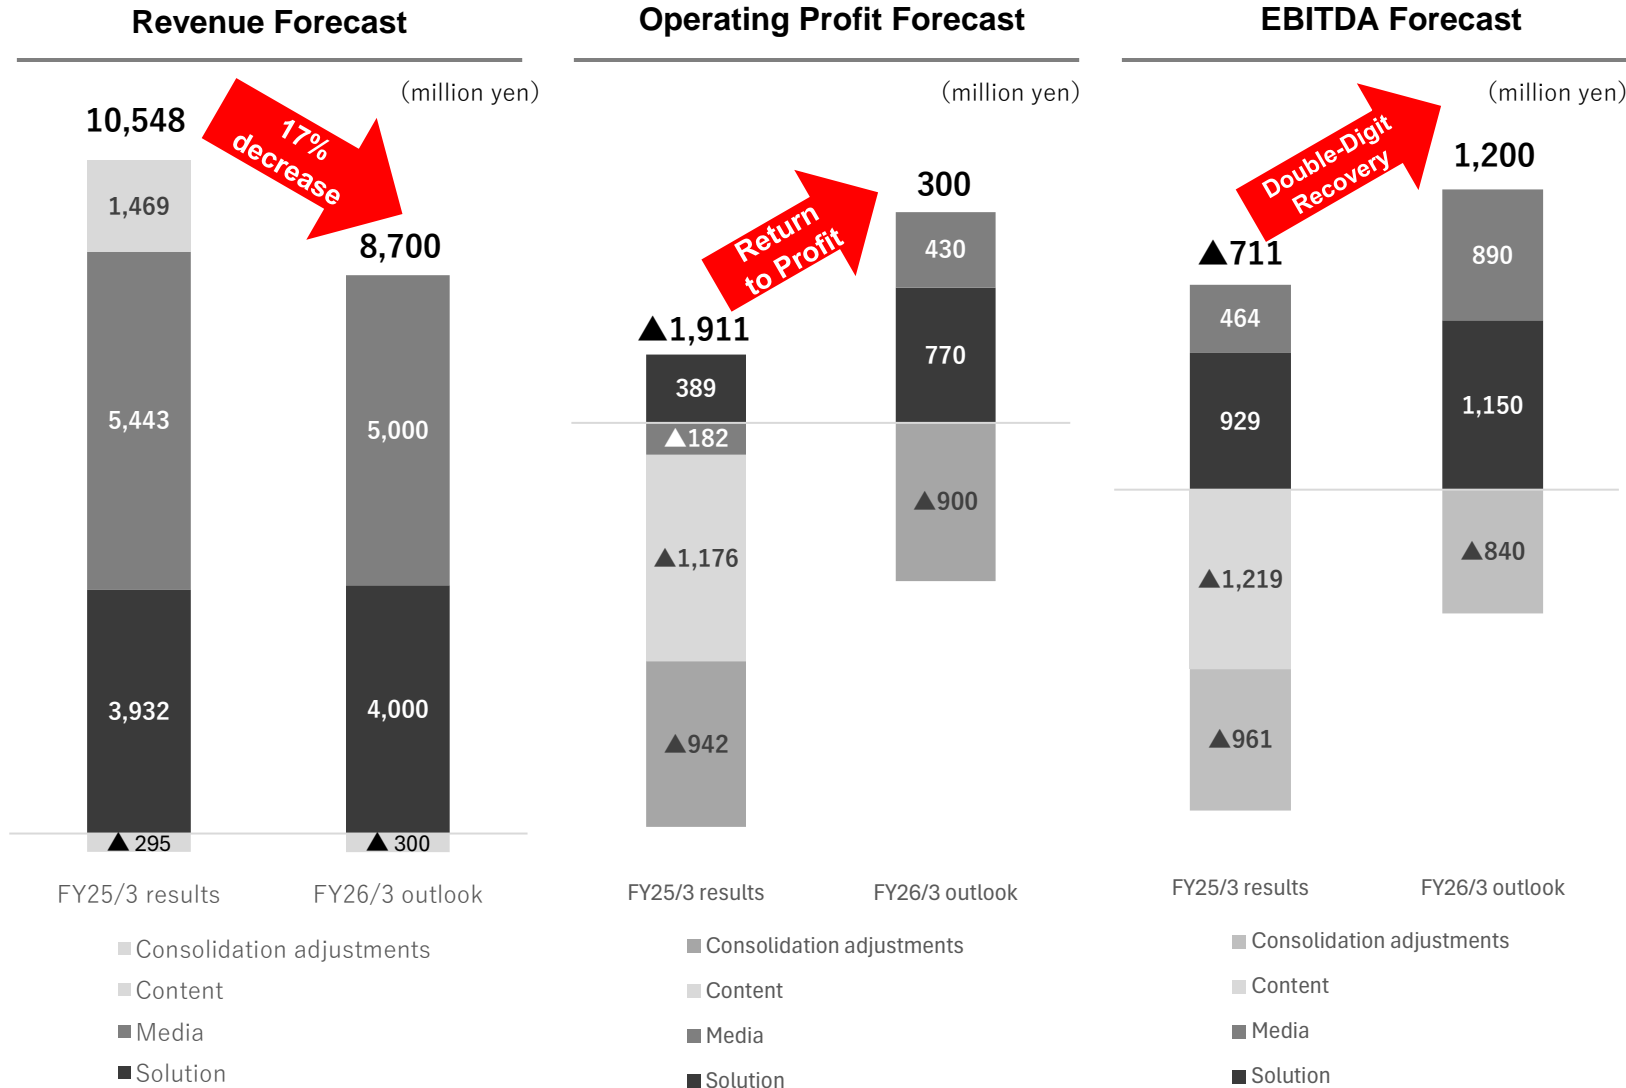 Revenue Forecast
(million yen)
10,548
17%
decrease
8,700
1,469
5,443
5,000
3,932
4,000
▲ 295
▲ 300
FY25/3 results
FY26/3 outlook
Consolidation adjustments
Content
Media
Solution
Operating Profit Forecast
(million yen)
Return
to Profit
300
▲1,911
430
770
389
▲182
▲900
▲1,176
▲942
FY25/3 results
FY26/3 outlook
Consolidation adjustments
Content
Media
Solution
EBITDA Forecast
(million yen)
Double-Digit
Recovery
1,200
▲711
890
464
1,150
929
▲840
▲1,219
▲961
FY25/3 results
FY26/3 outlook
Consolidation adjustments
Content
Media
Solution